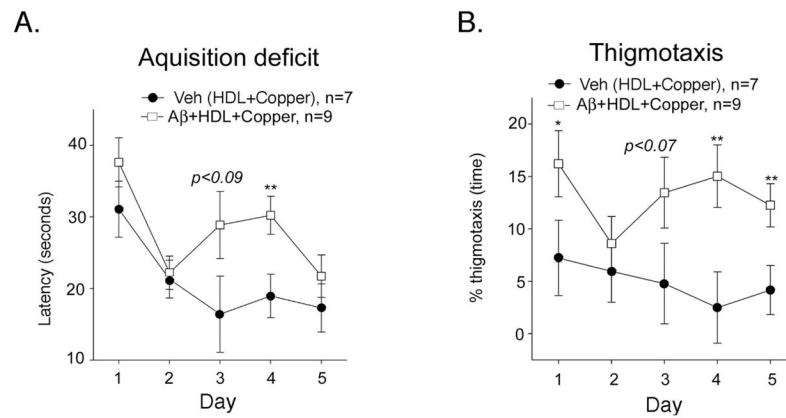 A.
Aquisition deficit
Veh (HDL+Copper), n=7
Aβ+HDL+Copper, n=9
p<0.09
**
Latency (seconds)
40
30
20
10
1 2 3 4 5
Day
B.
Thigmotaxis
Veh (HDL+Copper), n=7
Aβ+HDL+Copper, n=9
*
p<0.07
**
**
% thigmotaxis (time)
20
15
10
5
0
1 2 3 4 5
Day